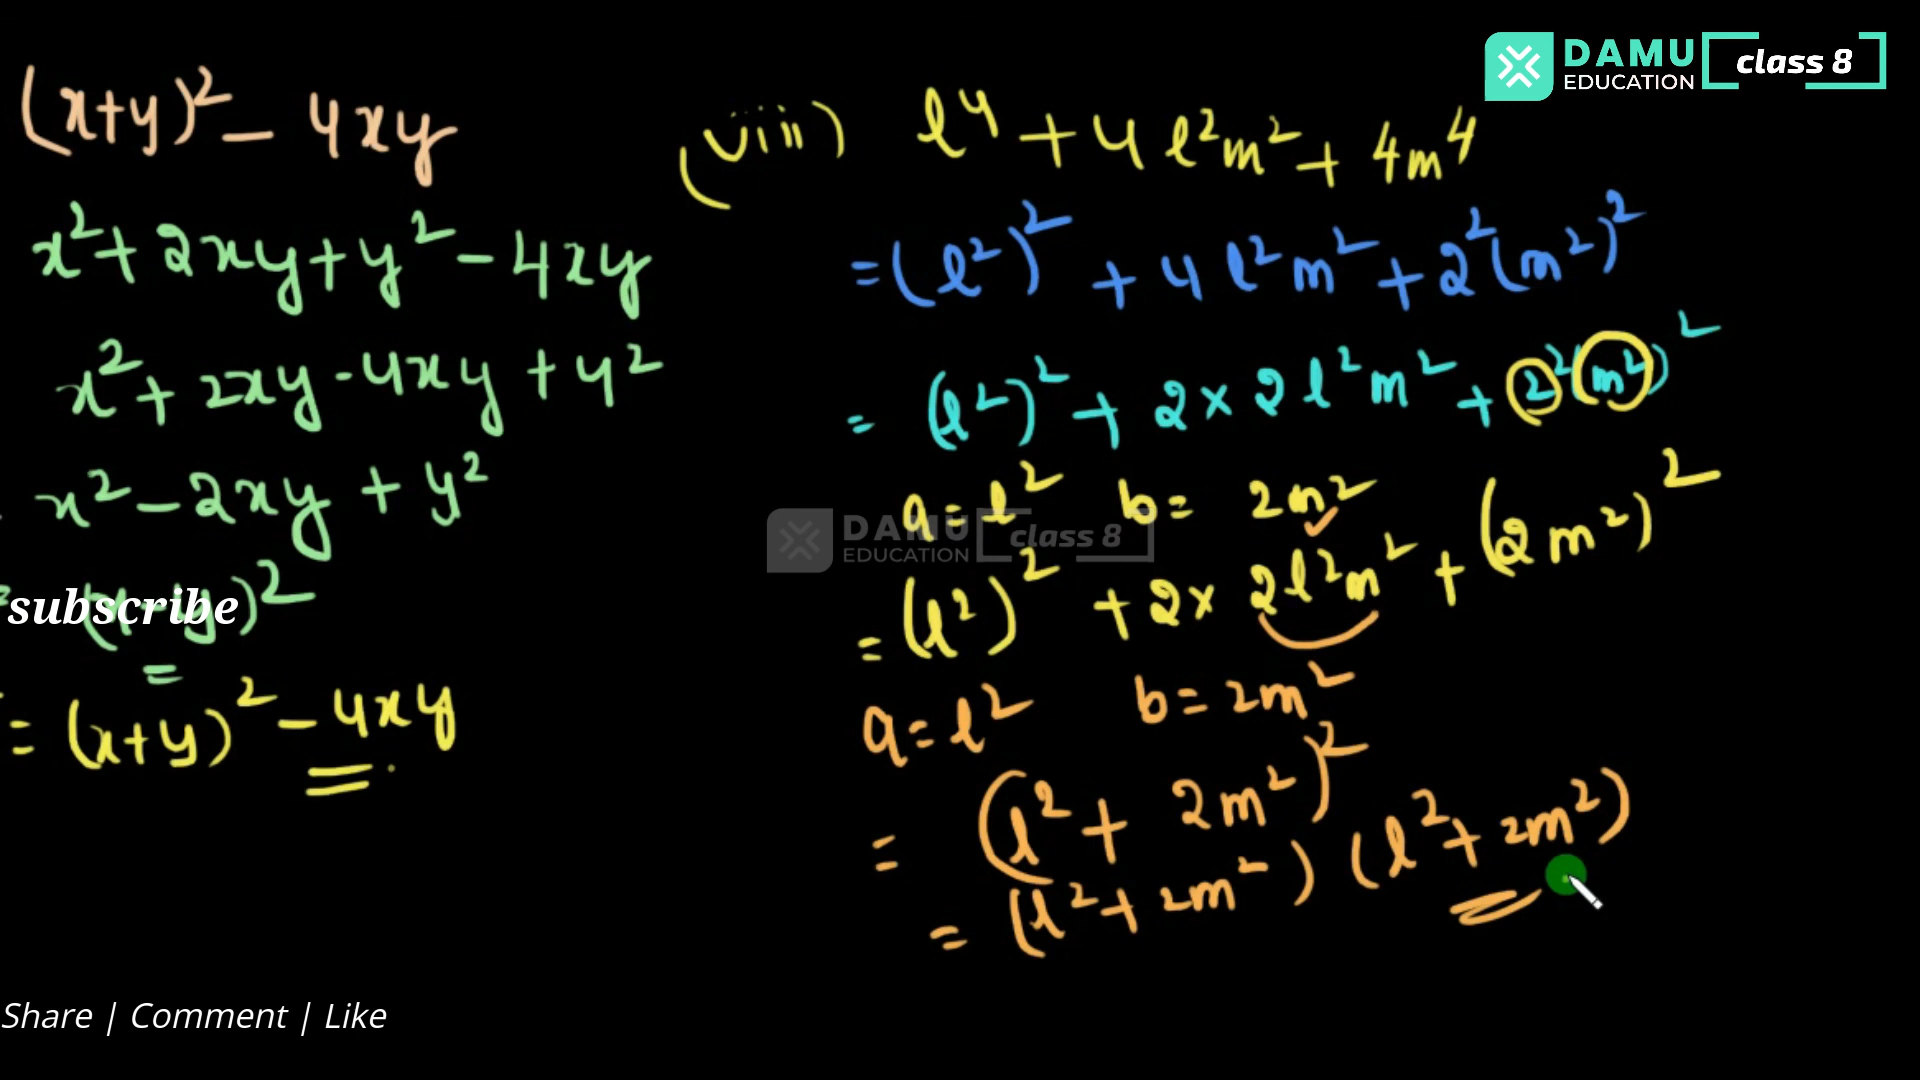 DAMU
EDUCATION
class 8
(x+y)² - 4xy
x² + 2xy + y² - 4xy
x² + 2xy - 4xy + y²
x² - 2xy + y²
subscribe
= (x+y)² - 4xy
(viii) l⁴ + 4l²m² + 4m⁴
= (l²)² + 4l²m² + 2²(m²)²
= (l²)² + 2 × 2l²m² + 2²(m²)²
a = l² b = 2m²
DAMU
EDUCATION
class 8
= (l²)² + 2 × 2l²m² + (2m²)²
a = l² b = 2m²
= (l² + 2m²)²
= (l² + 2m²) (l² + 2m²)
Share | Comment | Like